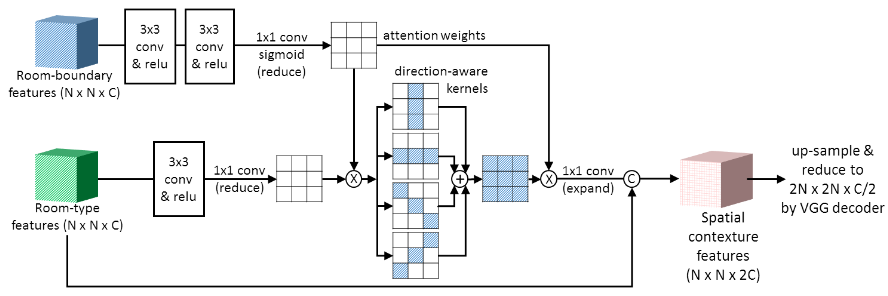 3x3
conv
& relu
3x3
conv
& relu
1x1 conv
sigmoid
(reduce)
attention weights
Room-boundary
features (N x N x C)
direction-aware
kernels
3x3
conv
& relu
1x1 conv
(reduce)
X
+
X
1x1 conv
(expand)
C
up-sample &
reduce to
2N x 2N x C/2
by VGG decoder
Room-type
features (N x N x C)
Spatial
contexture
features
(N x N x 2C)